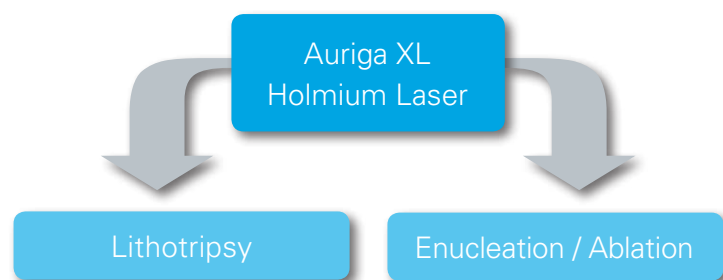 Auriga XL
Holmium Laser
Lithotripsy
Enucleation / Ablation